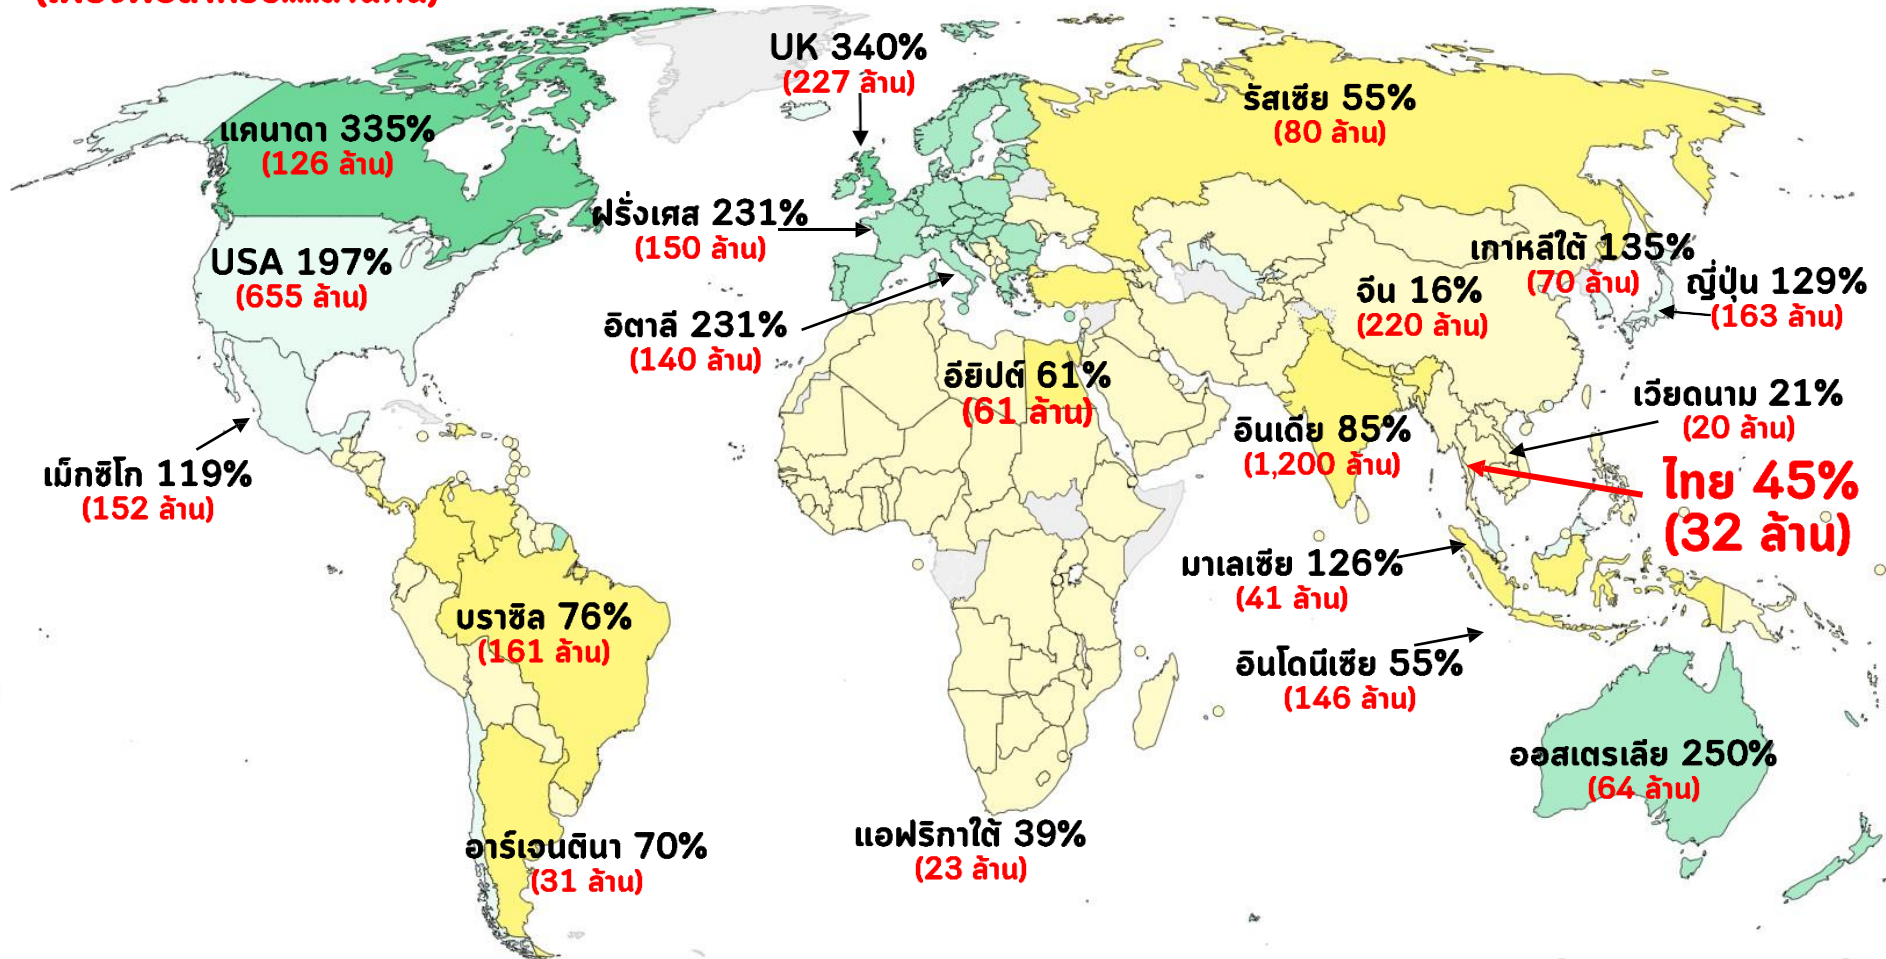 UK 340%
(227 ล้าน)
แคนาดา 335%
(126 ล้าน)
รัสเซีย 55%
(80 ล้าน)
ฝรั่งเศส 231%
(150 ล้าน)
USA 197%
(655 ล้าน)
เกาหลีใต้ 135%
(70 ล้าน)
ญี่ปุ่น 129%
(163 ล้าน)
จีน 16%
(220 ล้าน)
อิตาลี 231%
(140 ล้าน)
อียิปต์ 61%
(61 ล้าน)
เวียดนาม 21%
(20 ล้าน)
อินเดีย 85%
(1,200 ล้าน)
เม็กซิโก 119%
(152 ล้าน)
ไทย 45%
(32 ล้าน)
มาเลเซีย 126%
(41 ล้าน)
บราซิล 76%
(161 ล้าน)
อินโดนีเซีย 55%
(146 ล้าน)
ออสเตรเลีย 250%
(64 ล้าน)
แอฟริกาใต้ 39%
(23 ล้าน)
อาร์เจนตินา 70%
(31 ล้าน)